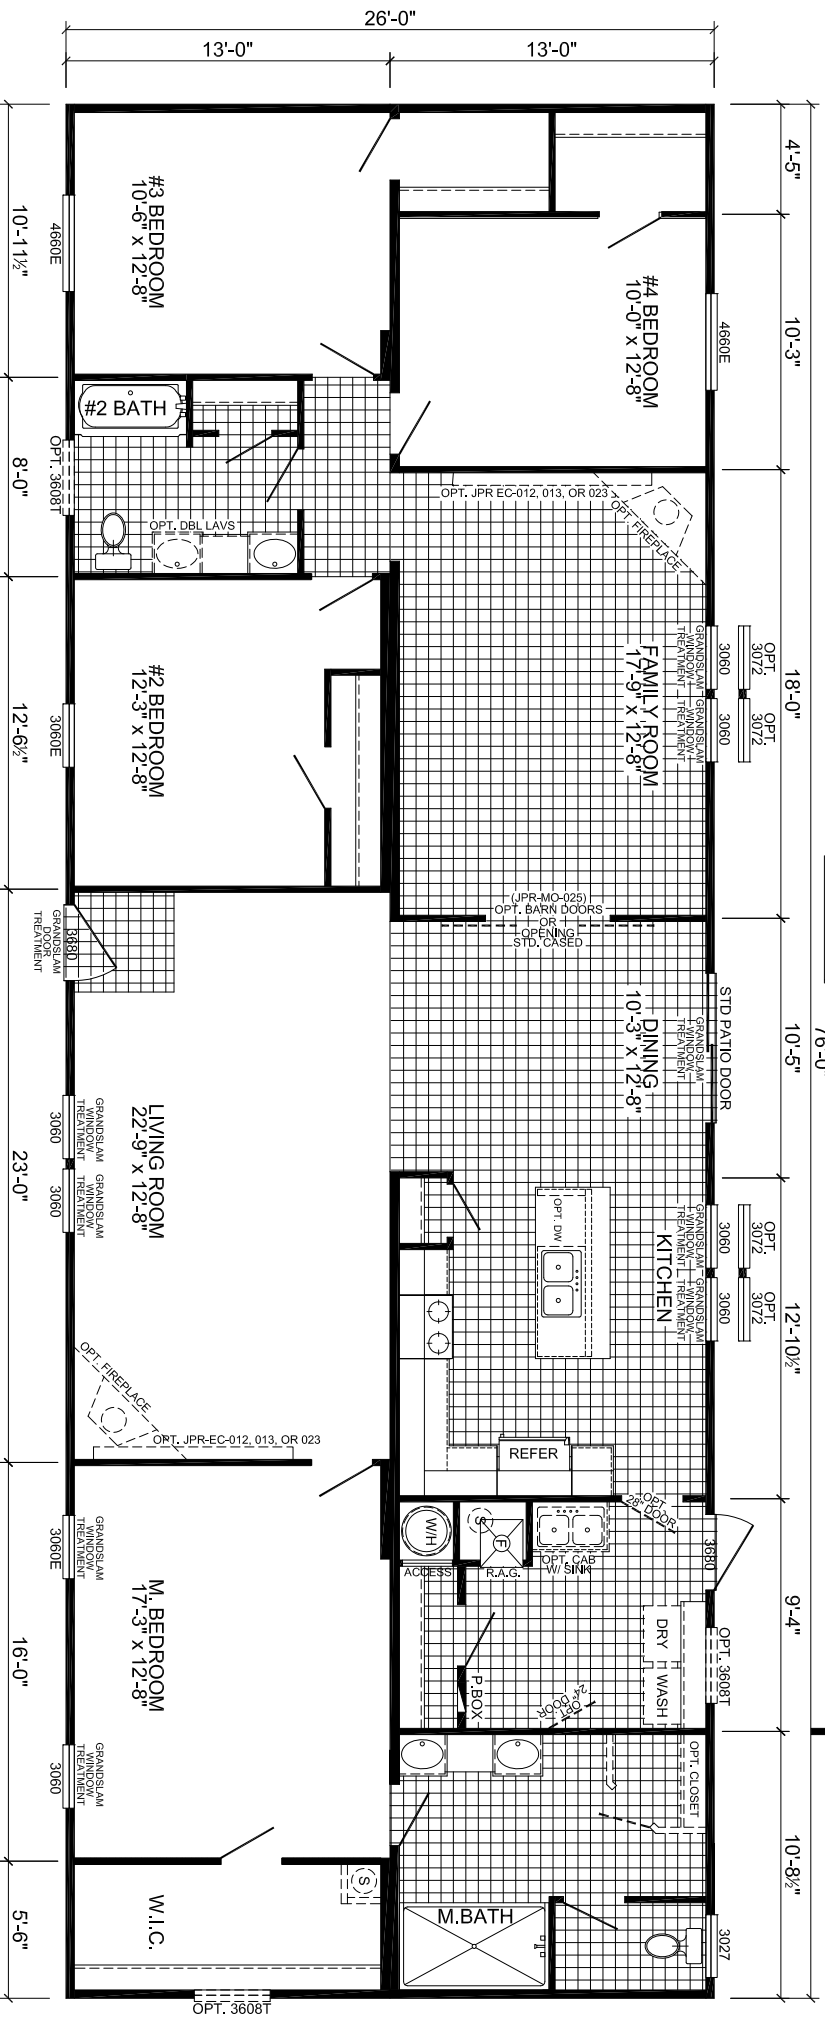 26'-0"
13'-0"
13'-0"
4'-5"
10'-3"
18'-0"
10'-5"
12'-10½"
9'-4"
10'-8½"
76'-0"
10'-11½"
8'-0"
12'-6½"
23'-0"
16'-0"
5'-6"
#3 BEDROOM
10'-6" x 12'-8"
4660E
#4 BEDROOM
10'-0" x 12'-8"
4660E
#2 BATH
OPT. 3608T
OPT. DBL LAVS
OPT. JPR EC-012, 013, OR 023
OPT. FIREPLACE
FAMILY ROOM
17'-9" x 12'-8"
GRANDSLAM
WINDOW
TREATMENT
3060
OPT.
3072
GRANDSLAM
WINDOW
TREATMENT
3060
OPT.
3072
#2 BEDROOM
12'-3" x 12'-8"
3060E
(JPR-MO-025)
OPT. BARN DOORS
OR
OPENING
STD. CASED
3680
GRANDSLAM
DOOR
TREATMENT
DINING
10'-3" x 12'-8"
GRANDSLAM
WINDOW
TREATMENT
STD PATIO DOOR
LIVING ROOM
22'-9" x 12'-8"
GRANDSLAM
WINDOW
TREATMENT
3060
GRANDSLAM
WINDOW
TREATMENT
3060
OPT. DW
KITCHEN
GRANDSLAM
WINDOW
TREATMENT
3060
OPT.
3072
GRANDSLAM
WINDOW
TREATMENT
3060
OPT.
3072
OPT. FIREPLACE
OPT. JPR-EC-012, 013, OR 023
REFER
OPT.
28" DOOR
W/H
ACCESS
S
F
R.A.G.
OPT. CAB
W/ SINK
3680
DRY
WASH
OPT. 3608T
P.BOX
OPT.
24" DOOR
M. BEDROOM
17'-3" x 12'-8"
GRANDSLAM
WINDOW
TREATMENT
3060E
GRANDSLAM
WINDOW
TREATMENT
3060
OPT. CLOSET
M.BATH
3027
S
W.I.C.
OPT. 3608T